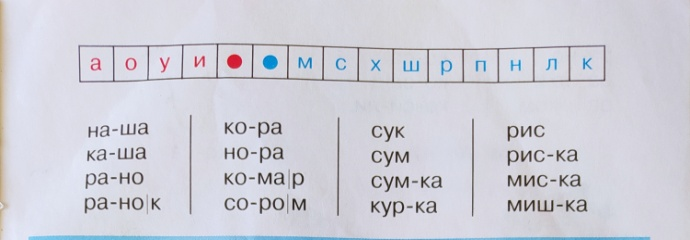 а о у и м с х ш р п н л к
на-ша
ка-ша
ра-но
ра-но|к
ко-ра
но-ра
ко-ма|р
со-ро|м
сук
сум
сум-ка
кур-ка
рис
рис-ка
мис-ка
миш-ка